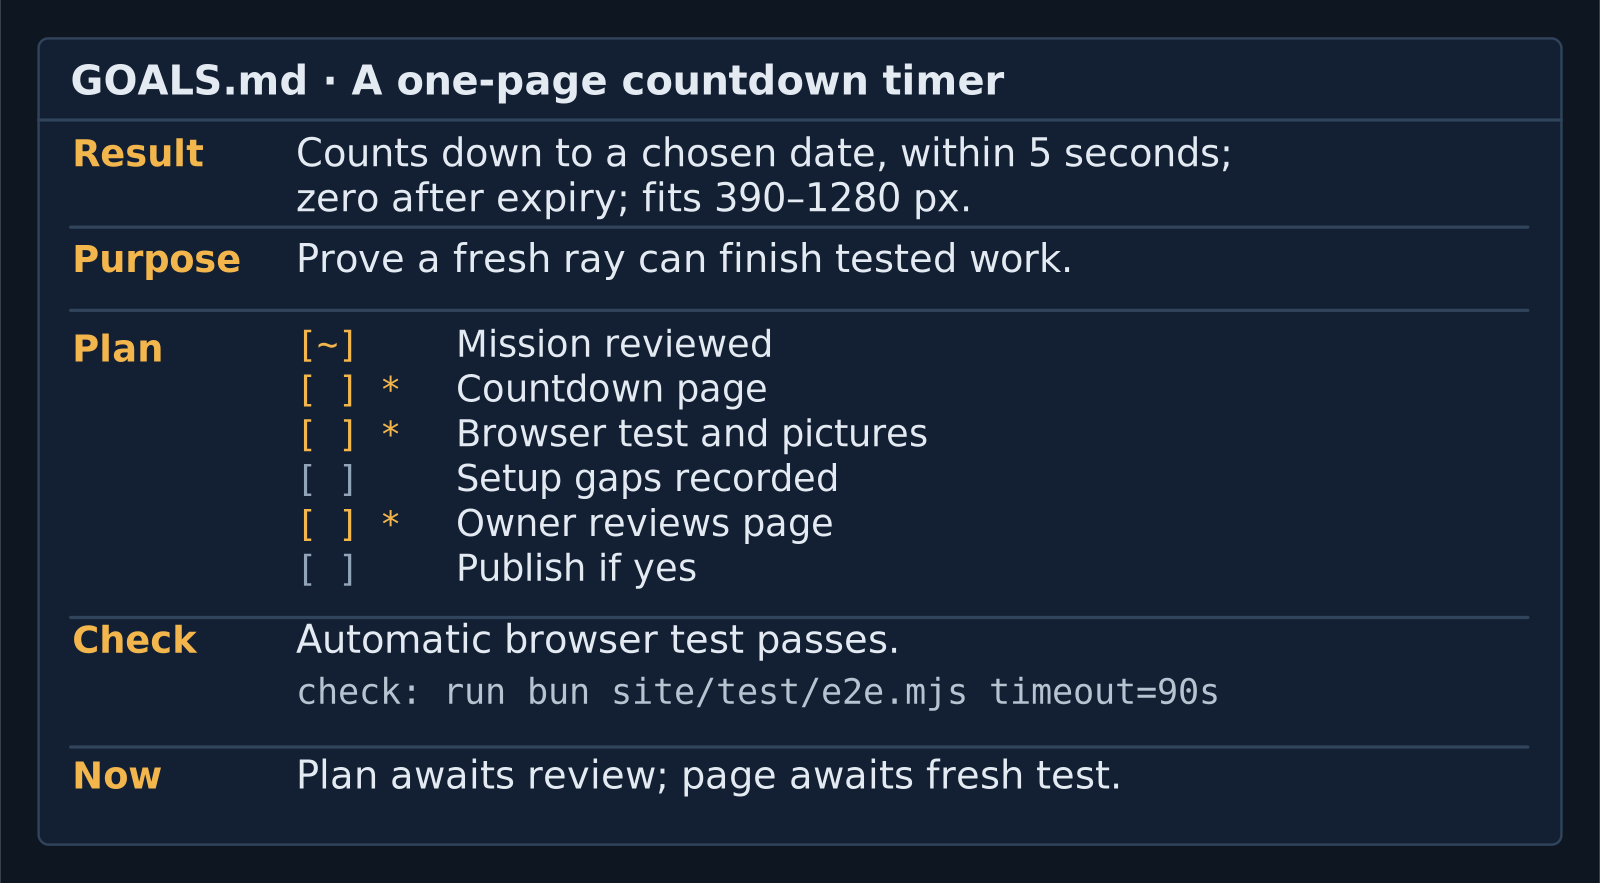 GOALS.md · A one-page countdown timer
Result Counts down to a chosen date, within 5 seconds;
zero after expiry; fits 390–1280 px.
Purpose Prove a fresh ray can finish tested work.
Plan [~] Mission reviewed
[ ] * Countdown page
[ ] * Browser test and pictures
[ ] Setup gaps recorded
[ ] * Owner reviews page
[ ] Publish if yes
Check Automatic browser test passes.
check: run bun site/test/e2e.mjs timeout=90s
Now Plan awaits review; page awaits fresh test.